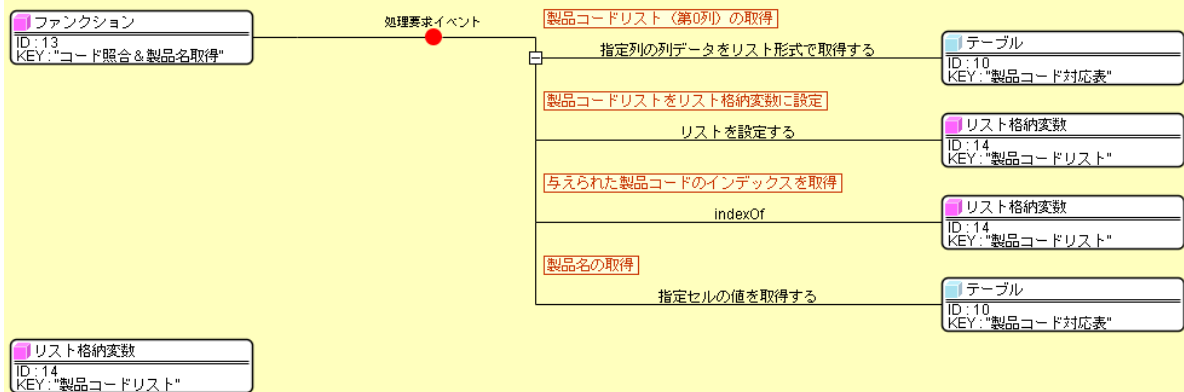 ファンクション
ID : 13
KEY : "コード照合＆製品名取得"
処理要求イベント
製品コードリスト（第0列）の取得
指定列の列データをリスト形式で取得する
テーブル
ID : 10
KEY : "製品コード対応表"
製品コードリストをリスト格納変数に設定
リストを設定する
リスト格納変数
ID : 14
KEY : "製品コードリスト"
与えられた製品コードのインデックスを取得
indexOf
リスト格納変数
ID : 14
KEY : "製品コードリスト"
製品名の取得
指定セルの値を取得する
テーブル
ID : 10
KEY : "製品コード対応表"
リスト格納変数
ID : 14
KEY : "製品コードリスト"